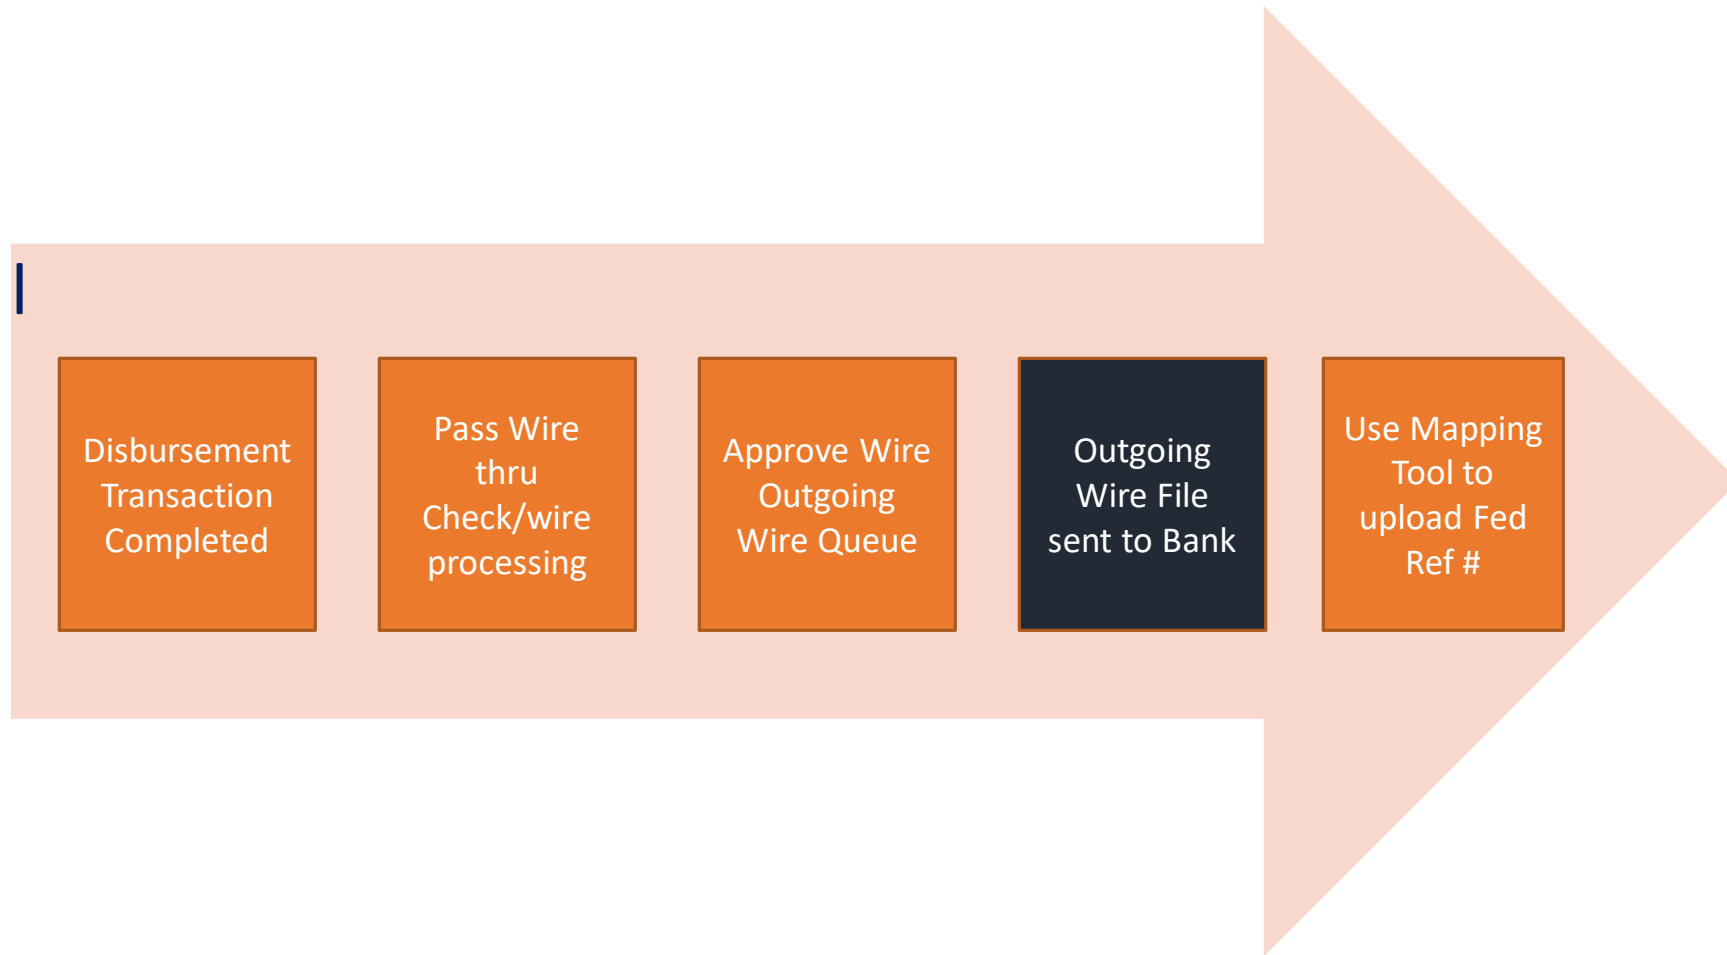 Disbursement
Transaction
Completed
Pass Wire
thru
Check/wire
processing
Approve Wire
Outgoing
Wire Queue
Outgoing
Wire File
sent to Bank
Use Mapping
Tool to
upload Fed
Ref #